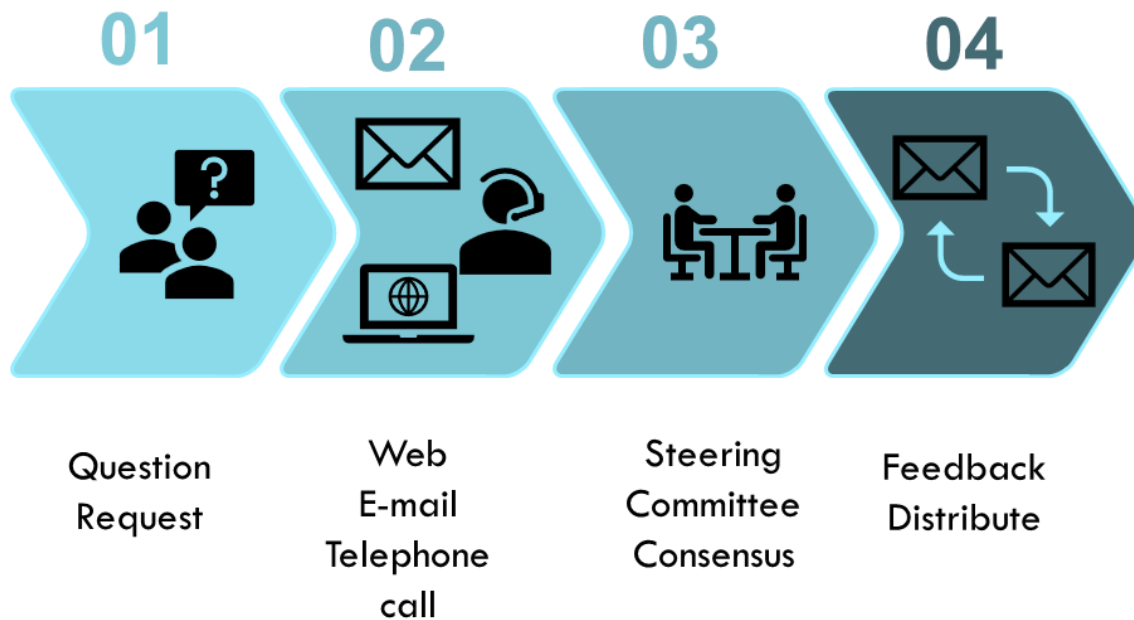 01
02
03
04
?
Question
Request
Web
E-mail
Telephone
call
Steering
Committee
Consensus
Feedback
Distribute